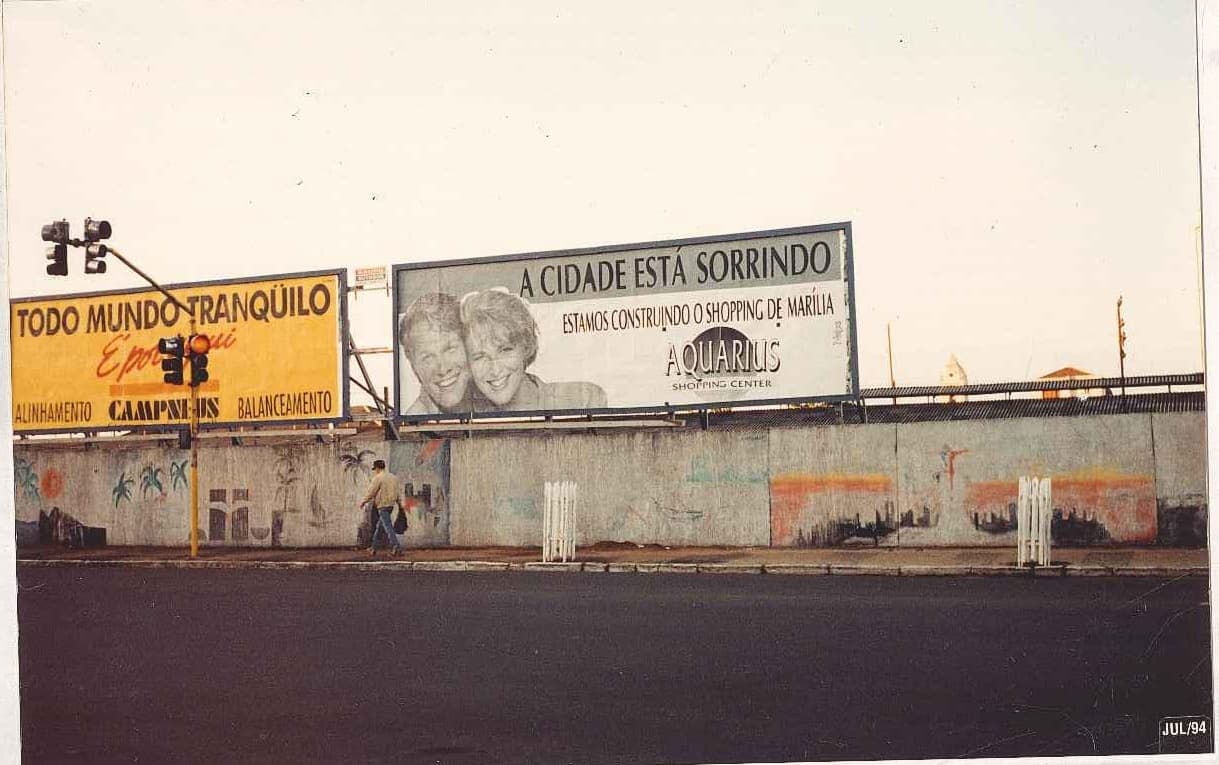 TODO MUNDO TRANQÜILO
É por aqui
ALINHAMENTO CAMPNEUS BALANCEAMENTO
A CIDADE ESTÁ SORRINDO
ESTAMOS CONSTRUINDO O SHOPPING DE MARÍLIA
AQUARIUS
SHOPPING CENTER
JUL/94